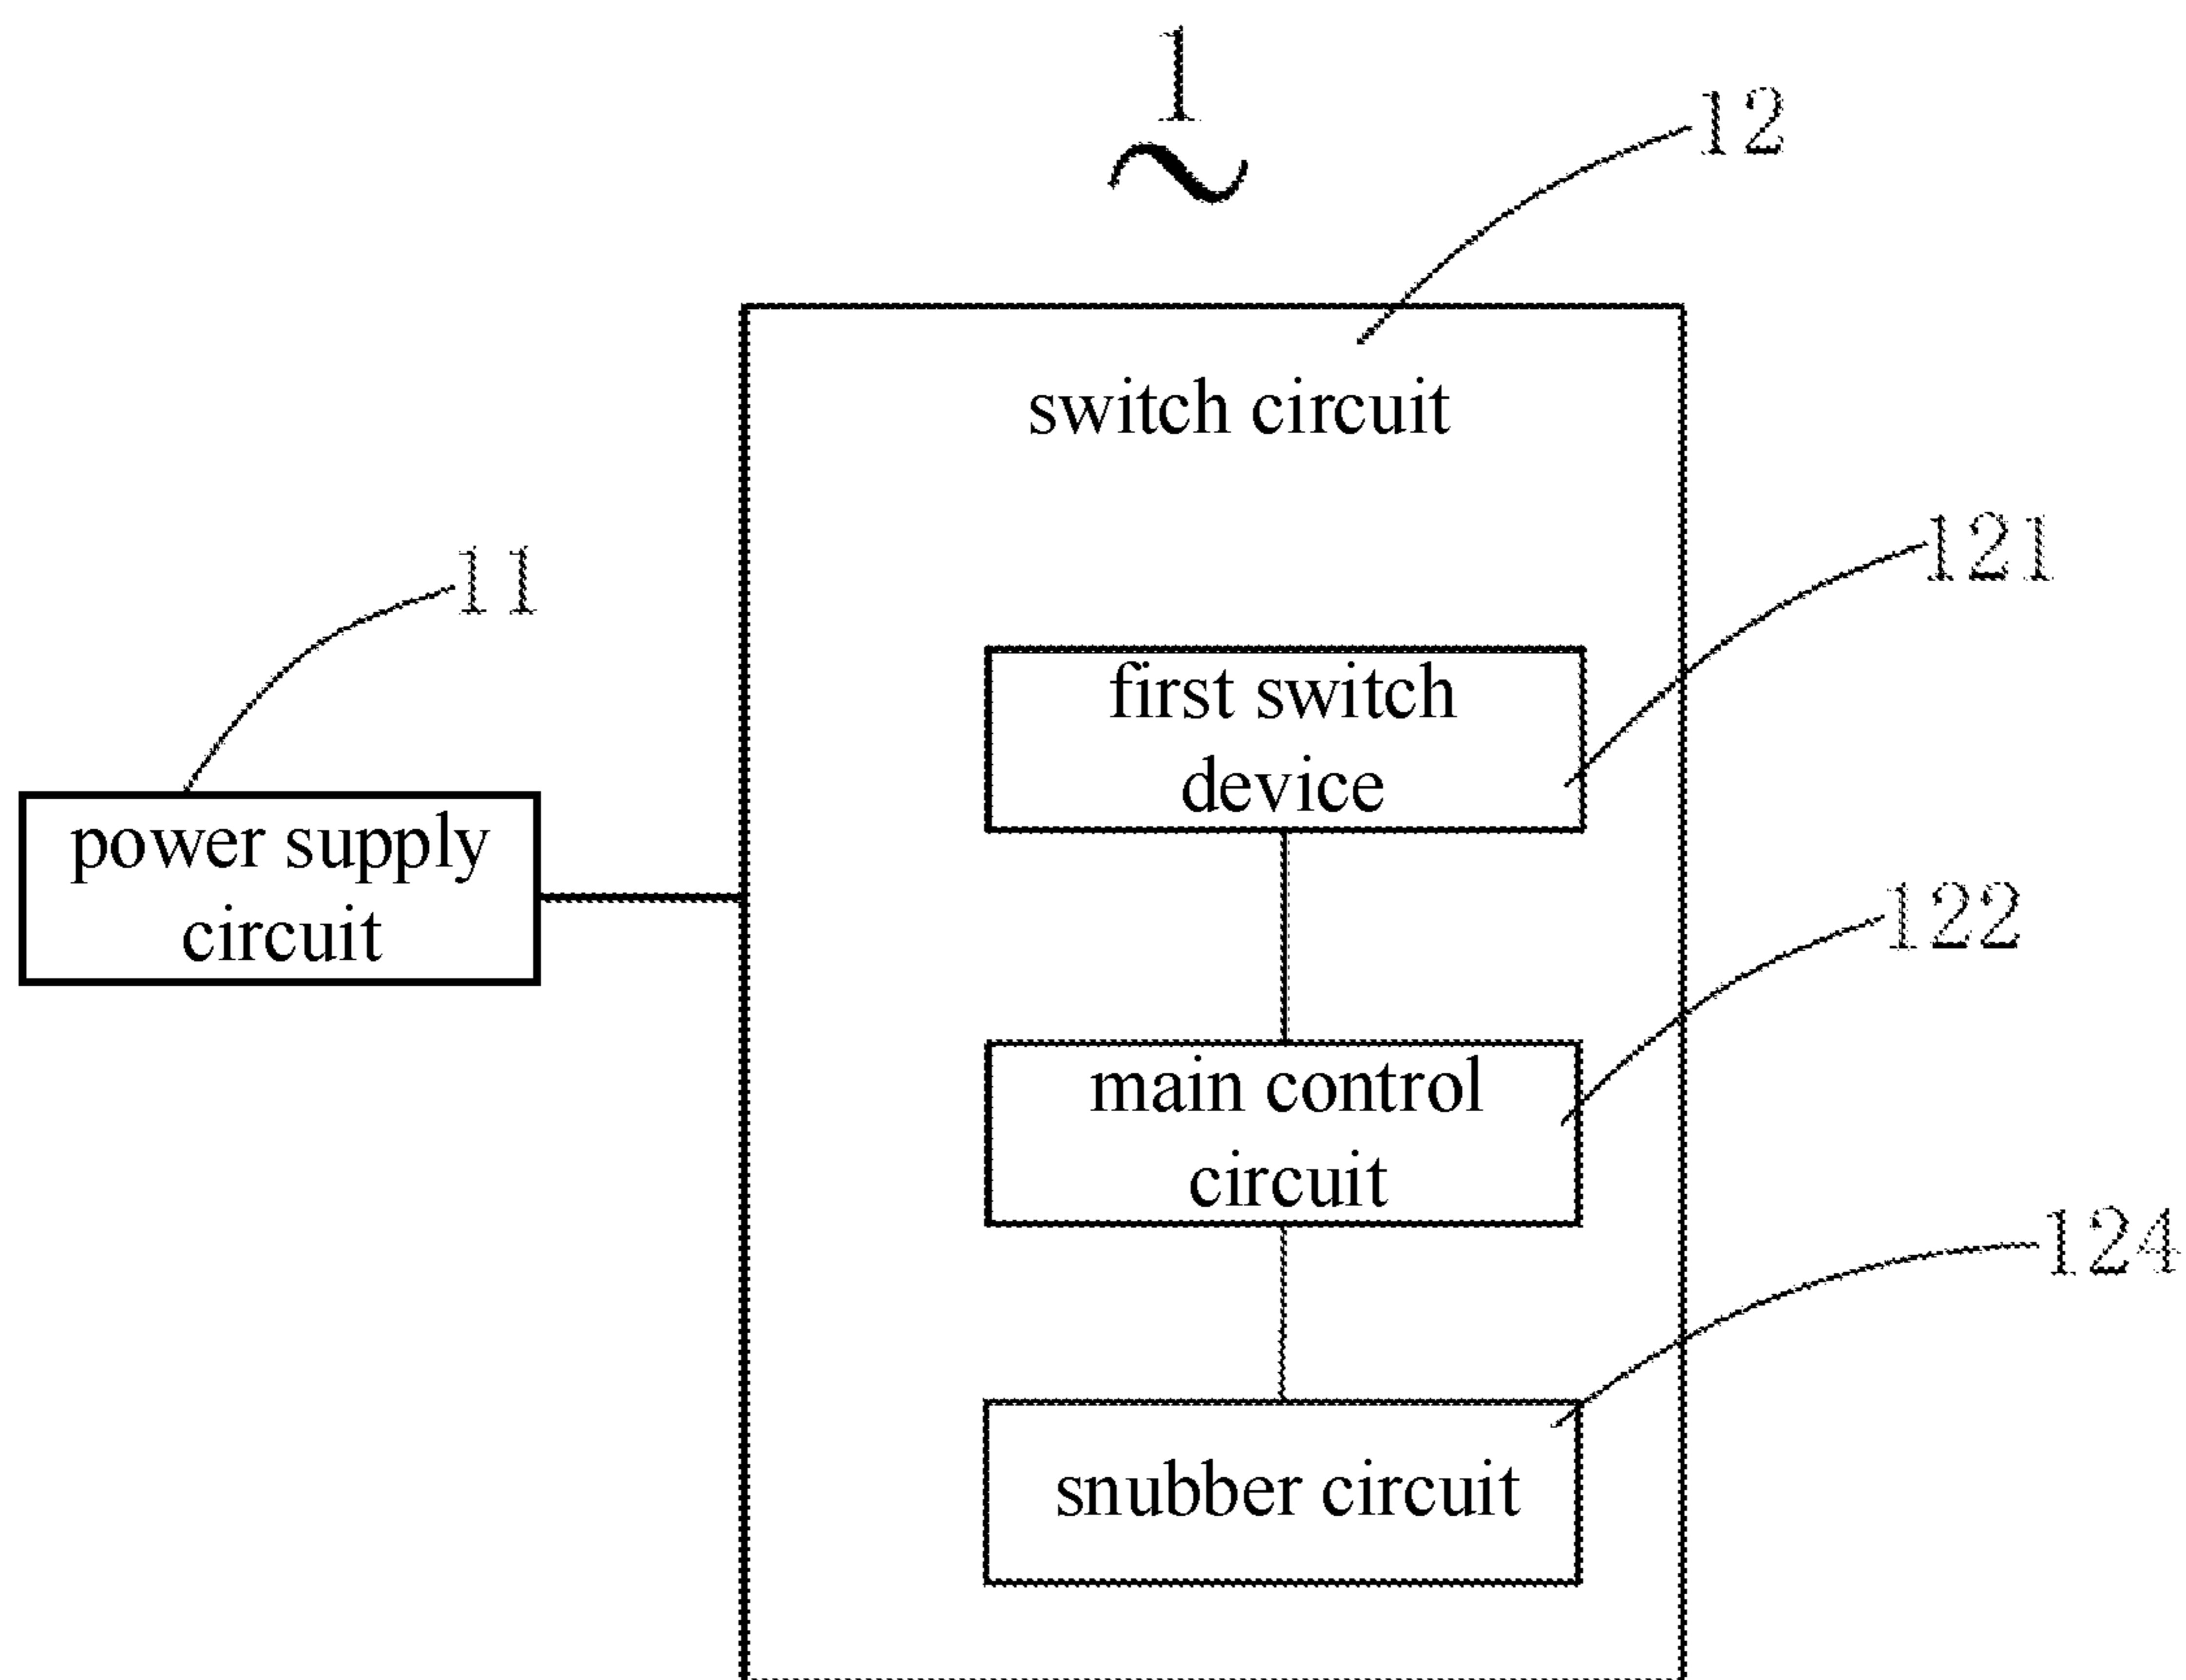 1
12
switch circuit
121
11
first switch
device
power supply
circuit
122
main control
circuit
124
snubber circuit